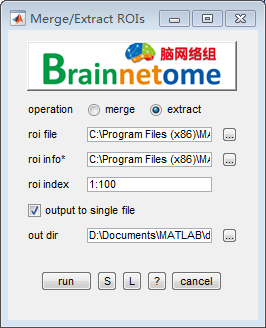 Merge/Extract ROIs
脑网络组
Brainnetome
operation merge extract
roi file C:\Program Files (x86)\MA ...
roi info* C:\Program Files (x86)\MA ...
roi index 1:100
output to single file
out dir D:\Documents\MATLAB\d ...
run S L ? cancel